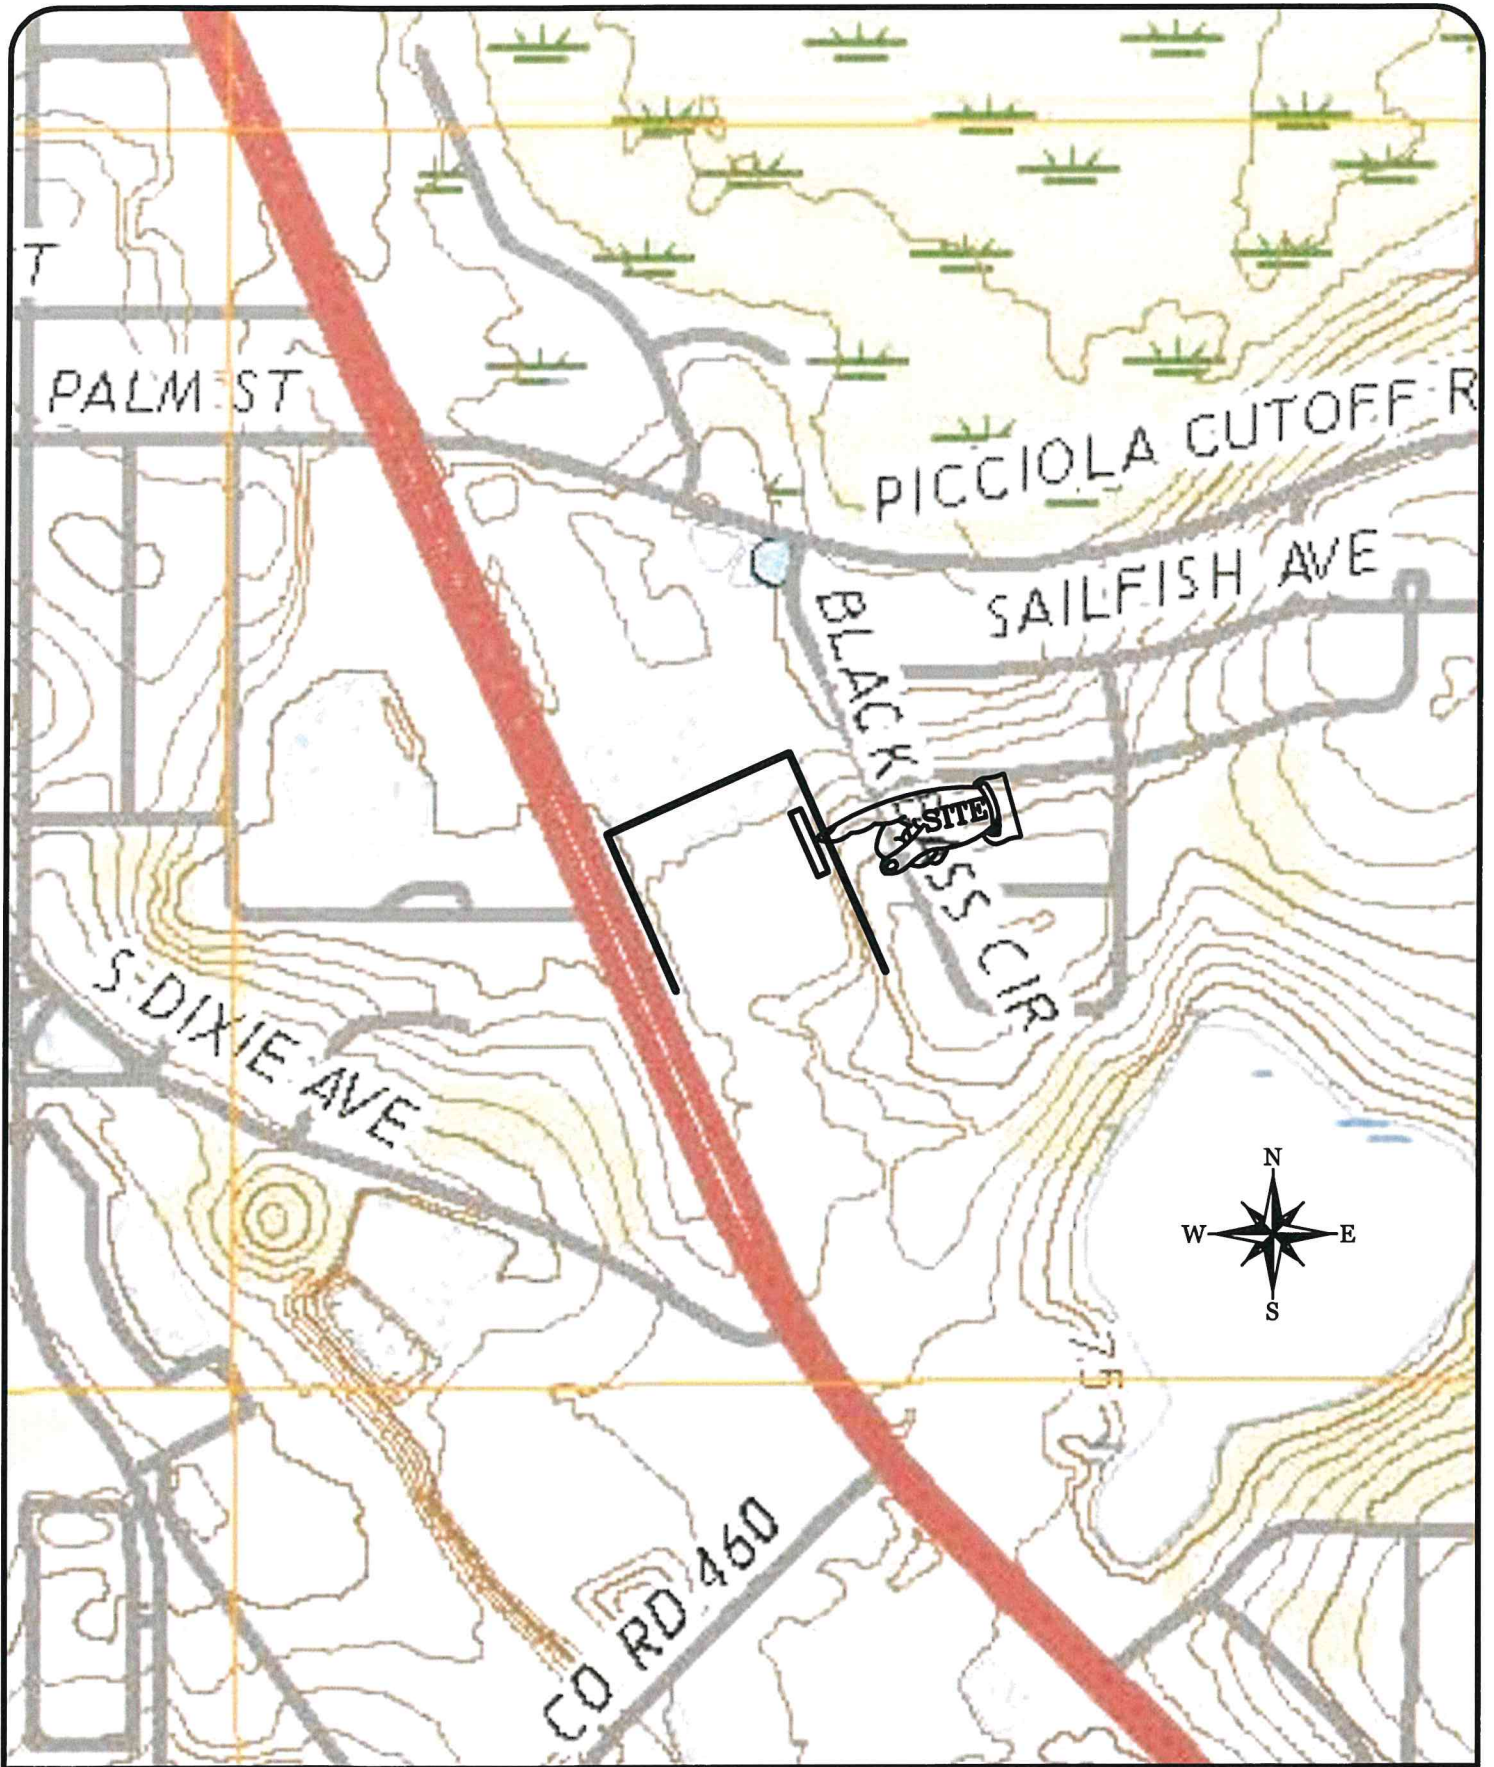 T
PALM ST
PICCIOLA CUTOFF R
SAILFISH AVE
BLACK
SS CIR
SITE
S DIXIE AVE
N
W E
S
75
CO RD 460